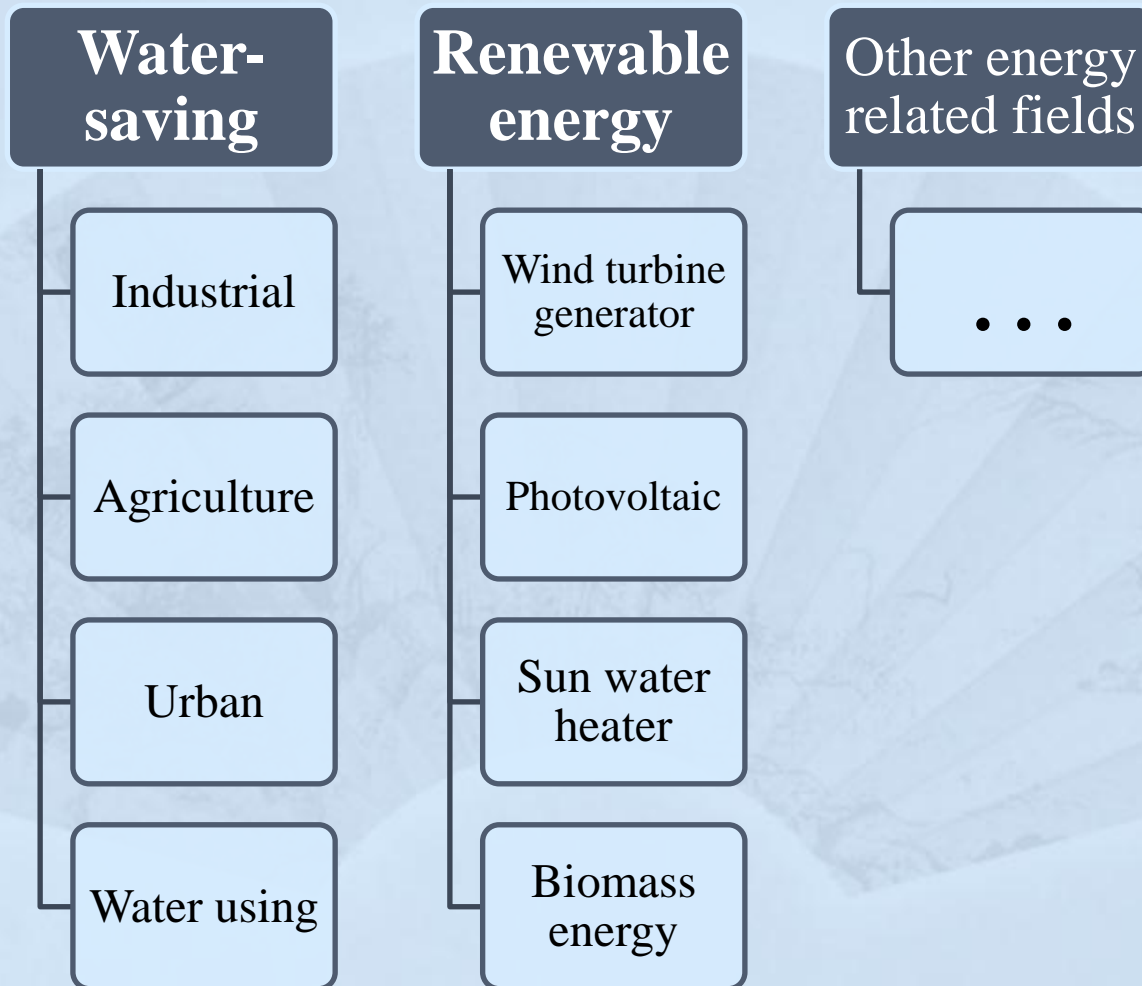 Water-
saving
Industrial
Agriculture
Urban
Water using
Renewable
energy
Wind turbine
generator
Photovoltaic
Sun water
heater
Biomass
energy
Other energy
related fields
...